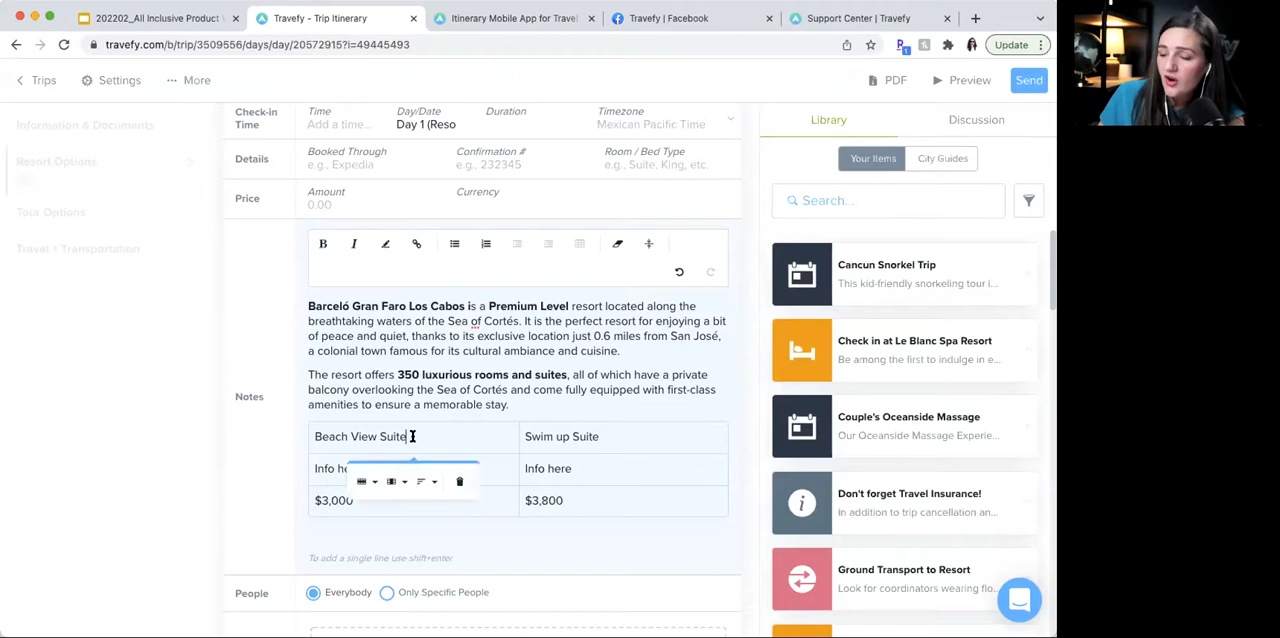 202202_All Inclusive Product
Travefy - Trip Itinerary
Itinerary Mobile App for Travel
Travefy | Facebook
Support Center | Travefy
travefy.com/b/trip/3509556/days/day/20572915?i=49445493
Update
Trips
Settings
More
PDF
Preview
Send
Information & Documents
Resort Options
Tour Options
Travel + Transportation
Check-in Time
Time
Day/Date
Duration
Timezone
Add a time...
Day 1 (Reso
Mexican Pacific Time
Details
Booked Through
Confirmation #
Room / Bed Type
e.g., Expedia
e.g., 232345
e.g., Suite, King, etc.
Price
Amount
Currency
0.00
Notes
Barceló Gran Faro Los Cabos is a Premium Level resort located along the
breathtaking waters of the Sea of Cortés. It is the perfect resort for enjoying a bit
of peace and quiet, thanks to its exclusive location just 0.6 miles from San José,
a colonial town famous for its cultural ambiance and cuisine.
The resort offers 350 luxurious rooms and suites, all of which have a private
balcony overlooking the Sea of Cortés and come fully equipped with first-class
amenities to ensure a memorable stay.
Beach View Suite
Swim up Suite
Info he
Info here
$3,000
$3,800
To add a single line use shift+enter
People
Everybody
Only Specific People
Library
Discussion
Your Items
City Guides
Search...
Cancun Snorkel Trip
This kid-friendly snorkeling tour i...
Check in at Le Blanc Spa Resort
Be among the first to indulge in e...
Couple's Oceanside Massage
Our Oceanside Massage Experie...
Don't forget Travel Insurance!
In addition to trip cancellation an...
Ground Transport to Resort
Look for coordinators wearing flo...